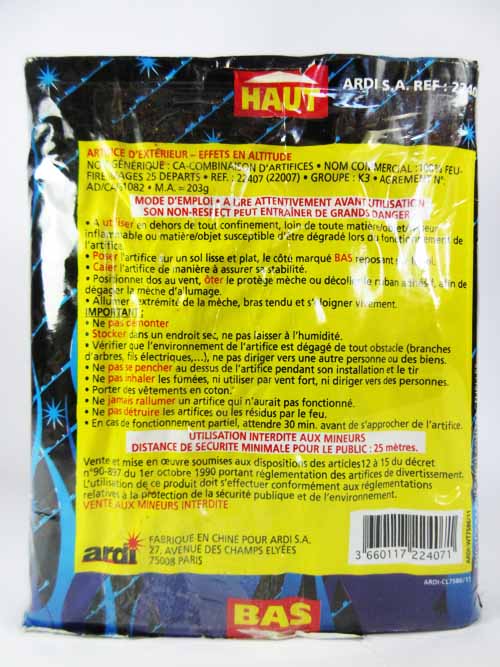 HAUT
ARDI S.A. REF : 2240
ARTIFICE D'EXTÉRIEUR – EFFETS EN ALTITUDE
NOM GÉNÉRIQUE : CA-COMBINAISON D'ARTIFICES • NOM COMMERCIAL : 100% FEU-
FIRE IMAGES 25 DEPARTS • REF. : 22407 (22007) • GROUPE : K3 • AGREMENT N°:
AD/CA/61082 • M.A. = 203g
MODE D'EMPLOI • A LIRE ATTENTIVEMENT AVANT UTILISATION
SON NON-RESPECT PEUT ENTRAÎNER DE GRANDS DANGER
• A utiliser en dehors de tout confinement, loin de toute matière/objet/valeur
inflammable ou matière/objet susceptible d'être dégradé lors du fonctionnement de
l'artifice.
• Poser l'artifice sur un sol lisse et plat, le côté marqué BAS reposant au sol.
• Caler l'artifice de manière à assurer sa stabilité.
• Positionner dos au vent, ôter le protège mèche ou décoller le ruban adhésif, afin de
dégager la mèche d'allumage.
• Allumer l'extrémité de la mèche, bras tendu et s'éloigner vivement.
IMPORTANT :
• Ne pas démonter
• Stocker dans un endroit sec, ne pas laisser à l'humidité.
• Vérifier que l'environnement de l'artifice est dégagé de tout obstacle (branches
d'arbres, fils électriques,...), ne pas diriger vers une autre personne ou des biens.
• Ne pas se pencher au dessus de l'artifice pendant son installation et le tir
• Ne pas inhaler les fumées, ni utiliser par vent fort, ni diriger vers des personnes.
• Porter des vêtements en coton.
• Ne jamais rallumer un artifice qui n'aurait pas fonctionné.
• Ne pas détruire les artifices ou les résidus par le feu.
• En cas de fonctionnement partiel, attendre 30 min. avant de s'approcher de l'artifice.
UTILISATION INTERDITE AUX MINEURS
DISTANCE DE SÉCURITÉ MINIMALE POUR LE PUBLIC : 25 mètres.
Vente et mise en œuvre soumises aux dispositions des articles 12 à 15 du décret
n°90-897 du 1er octobre 1990 portant réglementation des artifices de divertissement.
L'utilisation de ce produit doit s'effectuer conformément aux réglementations
relatives à la protection de la sécurité publique et de l'environnement.
VENTE AUX MINEURS INTERDITE
ardi
FABRIQUE EN CHINE POUR ARDI S.A.
27, AVENUE DES CHAMPS ELYÉES
75008 PARIS
3 660117 224071
ARDI-WT7586/11
ARDI-CL7586/11
BAS